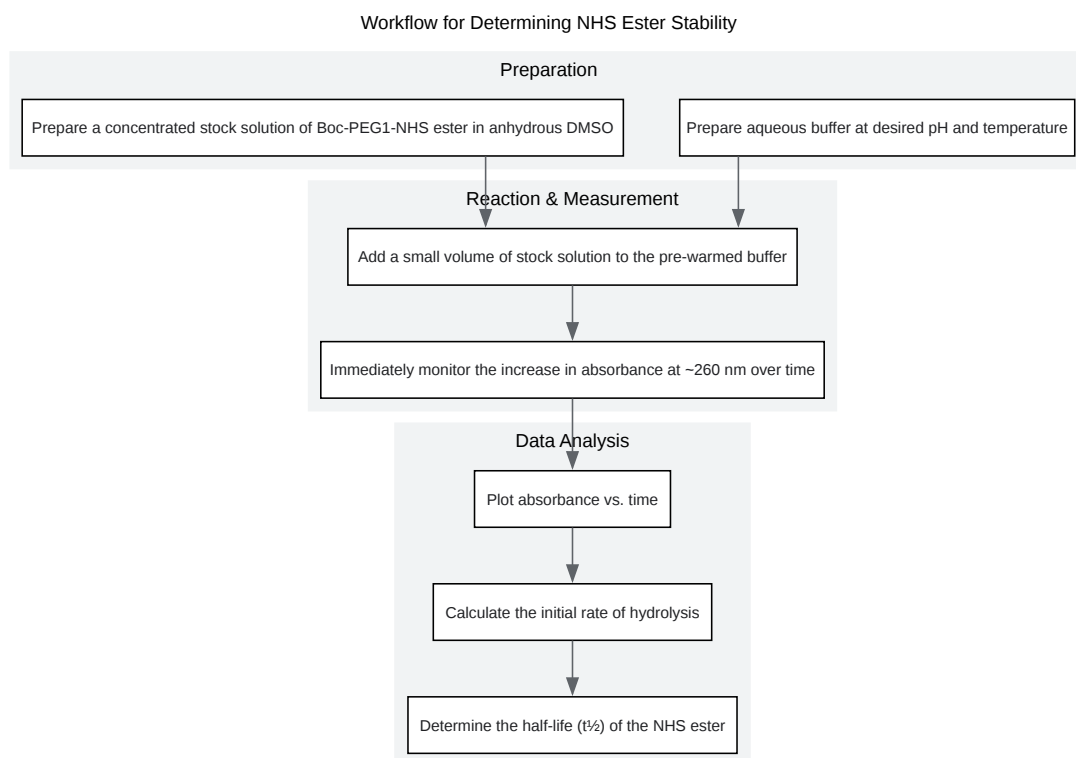 Workflow for Determining NHS Ester Stability
Preparation
Prepare a concentrated stock solution of Boc-PEG1-NHS ester in anhydrous DMSO
Prepare aqueous buffer at desired pH and temperature
Reaction & Measurement
Add a small volume of stock solution to the pre-warmed buffer
Immediately monitor the increase in absorbance at ~260 nm over time
Data Analysis
Plot absorbance vs. time
Calculate the initial rate of hydrolysis
Determine the half-life (t½) of the NHS ester